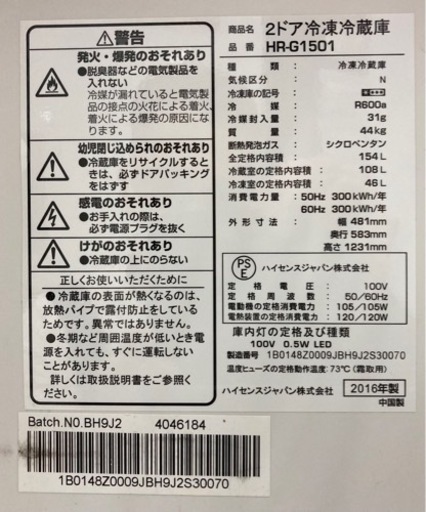 ⚠警告
発火・爆発のおそれあり
●脱臭器などの電気製品を
入れない
冷媒が漏れていると電気製
品の接点の火花による着火、
着火による爆発の原因に
なります。
幼児閉じ込められのおそれあり
●冷蔵庫をリサイクルすると
きは、必ずドアパッキング
をはずす
感電のおそれあり
●お手入れの際は、
必ず電源プラグを抜く
けがのおそれあり
●冷蔵庫の上にのらない
正しくお使いいただくために
●冷蔵庫の表面が熱くなるのは、
放熱パイプで露付防止をしている
ためです。異常ではありません。
●冬期など周囲温度が低いとき電
源を入れても、すぐに運転しない
ことがあります。
詳しくは取扱説明書をご覧ください。
商品名 2ドア冷凍冷蔵庫
品番 HR-G1501
種類 冷凍冷蔵庫
気候区分 N
冷凍庫の記号
冷媒 R600a
冷媒封入量 31g
質量 44kg
断熱発泡ガス シクロペンタン
全定格内容積 154L
冷蔵室の定格内容積 108L
冷凍室の定格内容積 46L
消費電力量 50Hz 300kWh/年
60Hz 300kWh/年
外形寸法 幅 481mm
奥行 583mm
高さ 1231mm
PSE ハイセンスジャパン株式会社
定格電圧 100V
定格周波数 50/60Hz
電動機の定格消費電力 105/105W
電熱装置の定格消費電力 120/120W
庫内灯の定格及び種類
100V 0.5W LED
製造番号 1B0148Z0009JBH9J2S30070
温度ヒューズの定格動作温度:73℃(霜取用)
ハイセンスジャパン株式会社 2016年製
中国製
Batch.N0.BH9J2 4046184
1B0148Z0009JBH9J2S30070